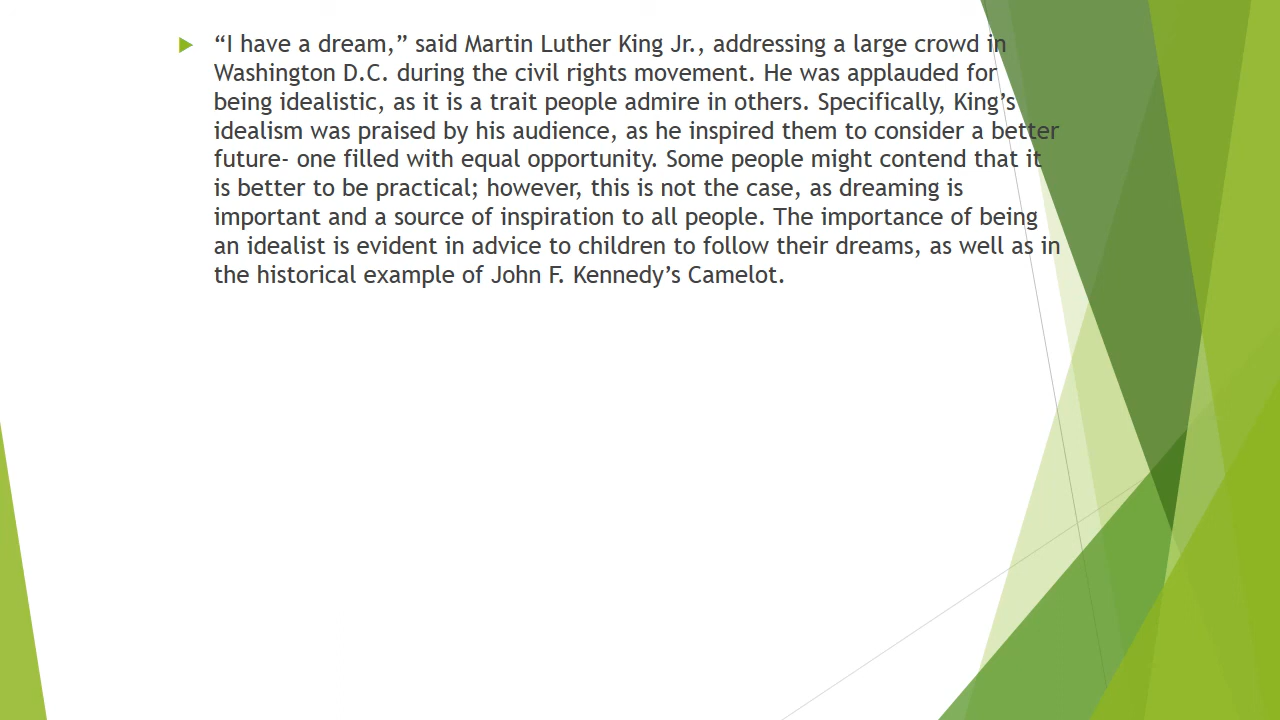 “I have a dream,” said Martin Luther King Jr., addressing a large crowd in
Washington D.C. during the civil rights movement. He was applauded for
being idealistic, as it is a trait people admire in others. Specifically, King’s
idealism was praised by his audience, as he inspired them to consider a better
future- one filled with equal opportunity. Some people might contend that it
is better to be practical; however, this is not the case, as dreaming is
important and a source of inspiration to all people. The importance of being
an idealist is evident in advice to children to follow their dreams, as well as in
the historical example of John F. Kennedy’s Camelot.